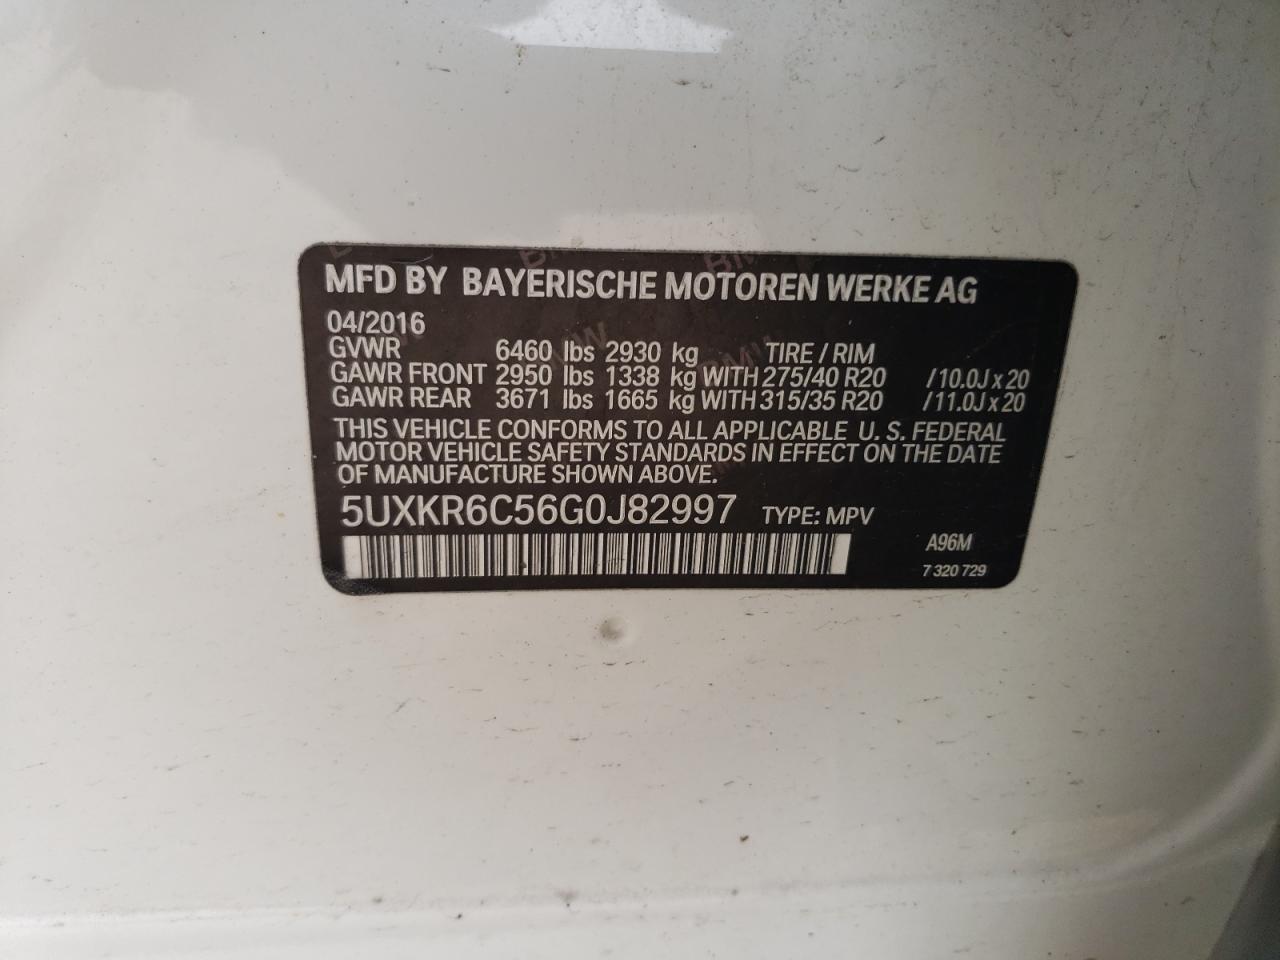 MFD BY BAYERISCHE MOTOREN WERKE AG
04/2016
GVWR 6460 lbs 2930 kg TIRE / RIM
GAWR FRONT 2950 lbs 1338 kg WITH 275/40 R20 / 10.0J x 20
GAWR REAR 3671 lbs 1665 kg WITH 315/35 R20 / 11.0J x 20
THIS VEHICLE CONFORMS TO ALL APPLICABLE U. S. FEDERAL
MOTOR VEHICLE SAFETY STANDARDS IN EFFECT ON THE DATE
OF MANUFACTURE SHOWN ABOVE.
5UXKR6C56G0J82997 TYPE: MPV
A96M
7 320 729